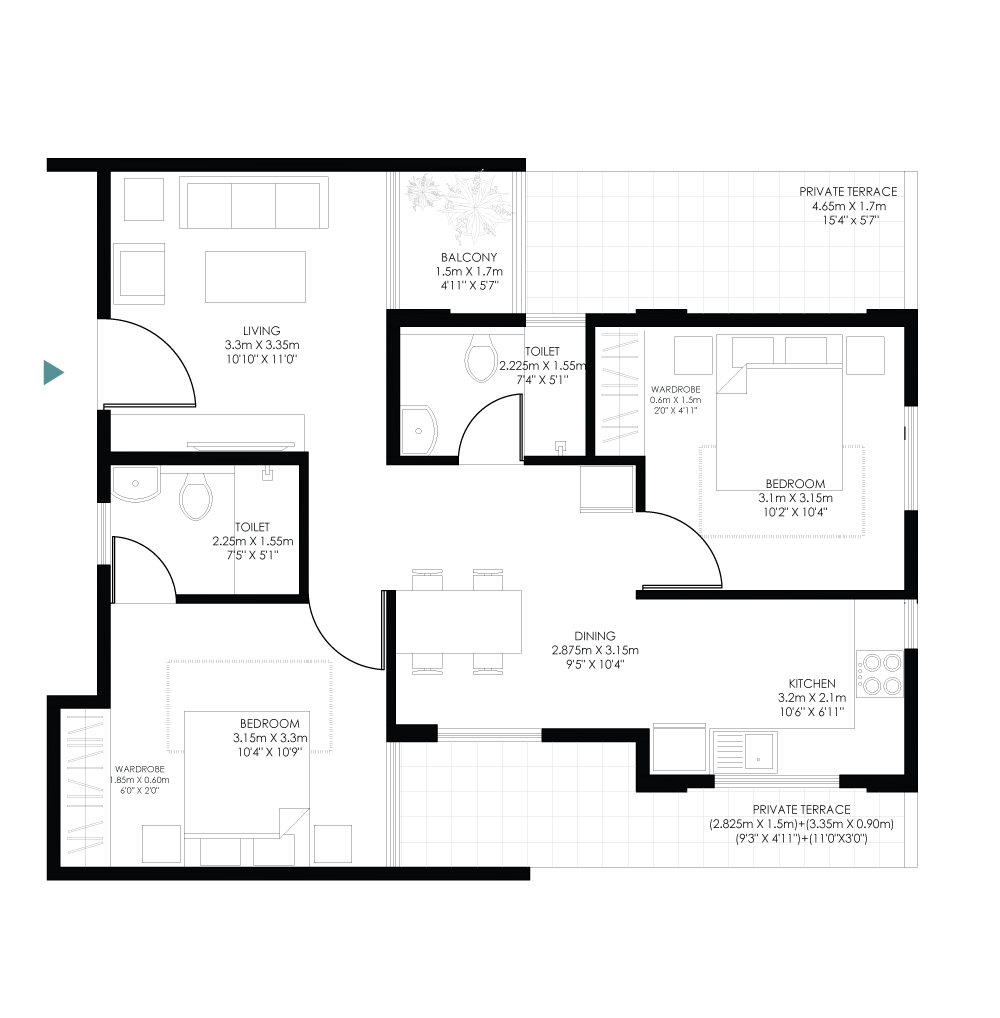 PRIVATE TERRACE
4.65m X 1.7m
15'4" x 5'7"
BALCONY
1.5m X 1.7m
4'11" X 5'7"
LIVING
3.3m X 3.35m
10'10" X 11'0"
TOILET
2.225m X 1.55m
7'4" X 5'1"
WARDROBE
0.6m X 1.5m
2'0" X 4'11"
BEDROOM
3.1m X 3.15m
10'2" X 10'4"
TOILET
2.25m X 1.55m
7'5" X 5'1"
DINING
2.875m X 3.15m
9'5" X 10'4"
KITCHEN
3.2m X 2.1m
10'6" X 6'11"
BEDROOM
3.15m X 3.3m
10'4" X 10'9"
WARDROBE
1.85m X 0.60m
6'0" X 2'0"
PRIVATE TERRACE
(2.825m X 1.5m)+(3.35m X 0.90m)
(9'3" X 4'11")+(11'0"X3'0")